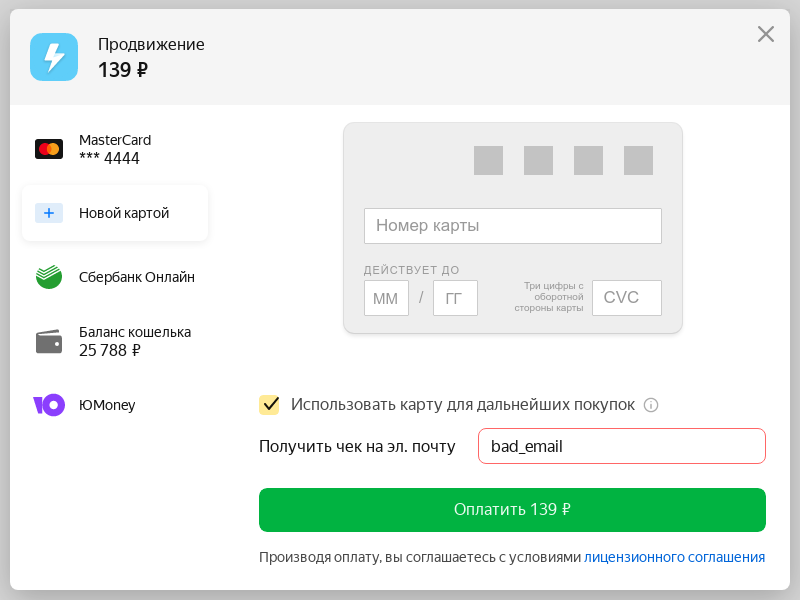 Продвижение
139 ₽
MasterCard
*** 4444
Новой картой
Сбербанк Онлайн
Баланс кошелька
25 788 ₽
ЮMoney
Номер карты
ДЕЙСТВУЕТ ДО
ММ / ГГ
Три цифры с
оборотной
стороны карты
CVC
Использовать карту для дальнейших покупок
Получить чек на эл. почту
bad_email
Оплатить 139 ₽
Производя оплату, вы соглашаетесь с условиями лицензионного соглашения